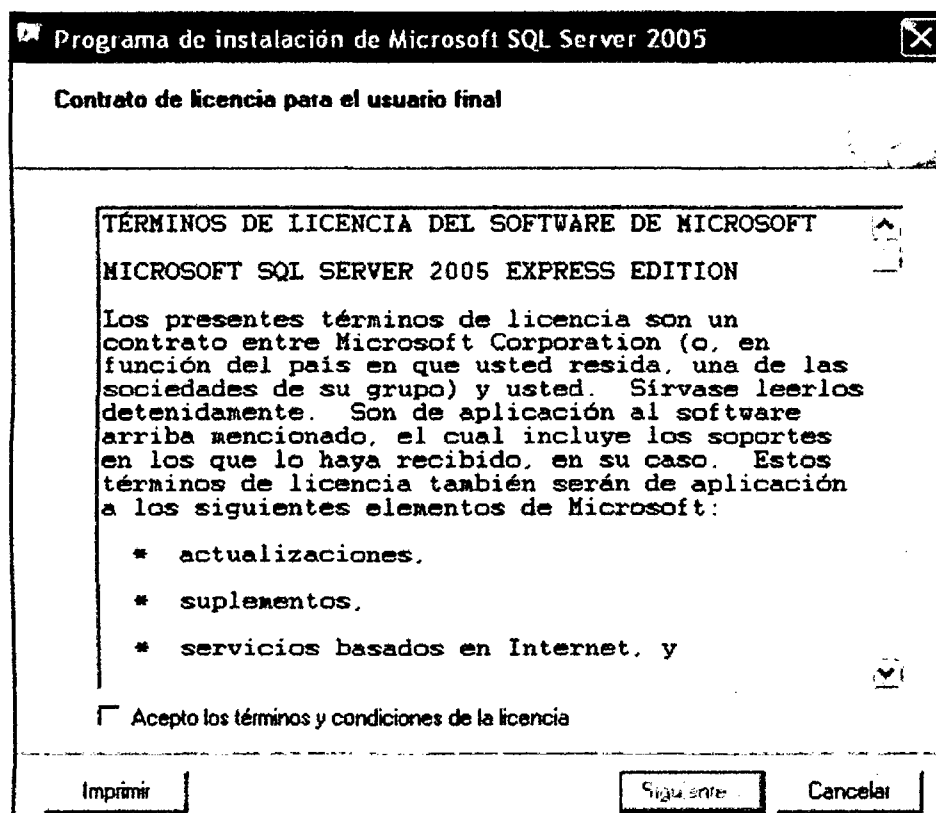 Programa de instalación de Microsoft SQL Server 2005
Contrato de licencia para el usuario final
TÉRMINOS DE LICENCIA DEL SOFTWARE DE MICROSOFT
MICROSOFT SQL SERVER 2005 EXPRESS EDITION
Los presentes términos de licencia son un
contrato entre Microsoft Corporation (o, en
función del país en que usted resida, una de las
sociedades de su grupo) y usted.  Sírvase leerlos
detenidamente.  Son de aplicación al software
arriba mencionado, el cual incluye los soportes
en los que lo haya recibido, en su caso.  Estos
términos de licencia también serán de aplicación
a los siguientes elementos de Microsoft:
* actualizaciones,
* suplementos,
* servicios basados en Internet, y
Acepto los términos y condiciones de la licencia
Imprimir
Siguiente
Cancelar